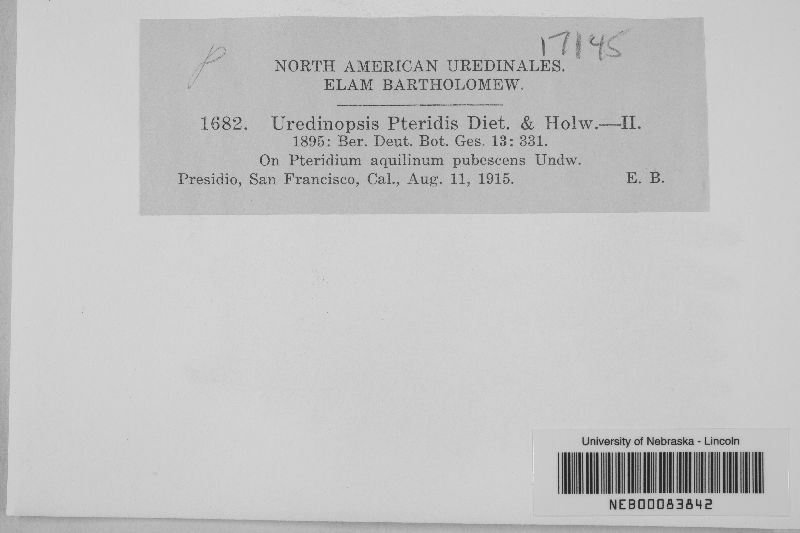 p
17145
NORTH AMERICAN UREDINALES.
ELAM BARTHOLOMEW.
1682. Uredinopsis Pteridis Diet. & Holw.—II.
1895: Ber. Deut. Bot. Ges. 13: 331.
On Pteridium aquilinum pubescens Undw.
Presidio, San Francisco, Cal., Aug. 11, 1915. E. B.
University of Nebraska - Lincoln
NEB00083842